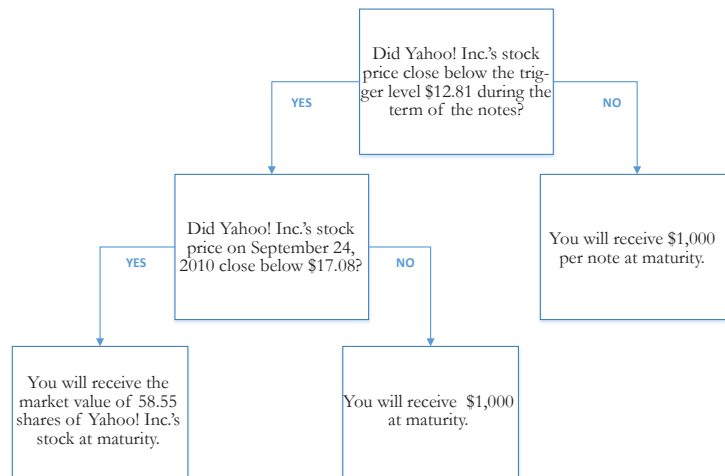 Did Yahoo! Inc.'s stock
price close below the trig-
ger level $12.81 during the
term of the notes?
YES
NO
Did Yahoo! Inc.'s stock
price on September 24,
2010 close below $17.08?
You will receive $1,000
per note at maturity.
YES
NO
You will receive the
market value of 58.55
shares of Yahoo! Inc.'s
stock at maturity.
You will receive $1,000
at maturity.